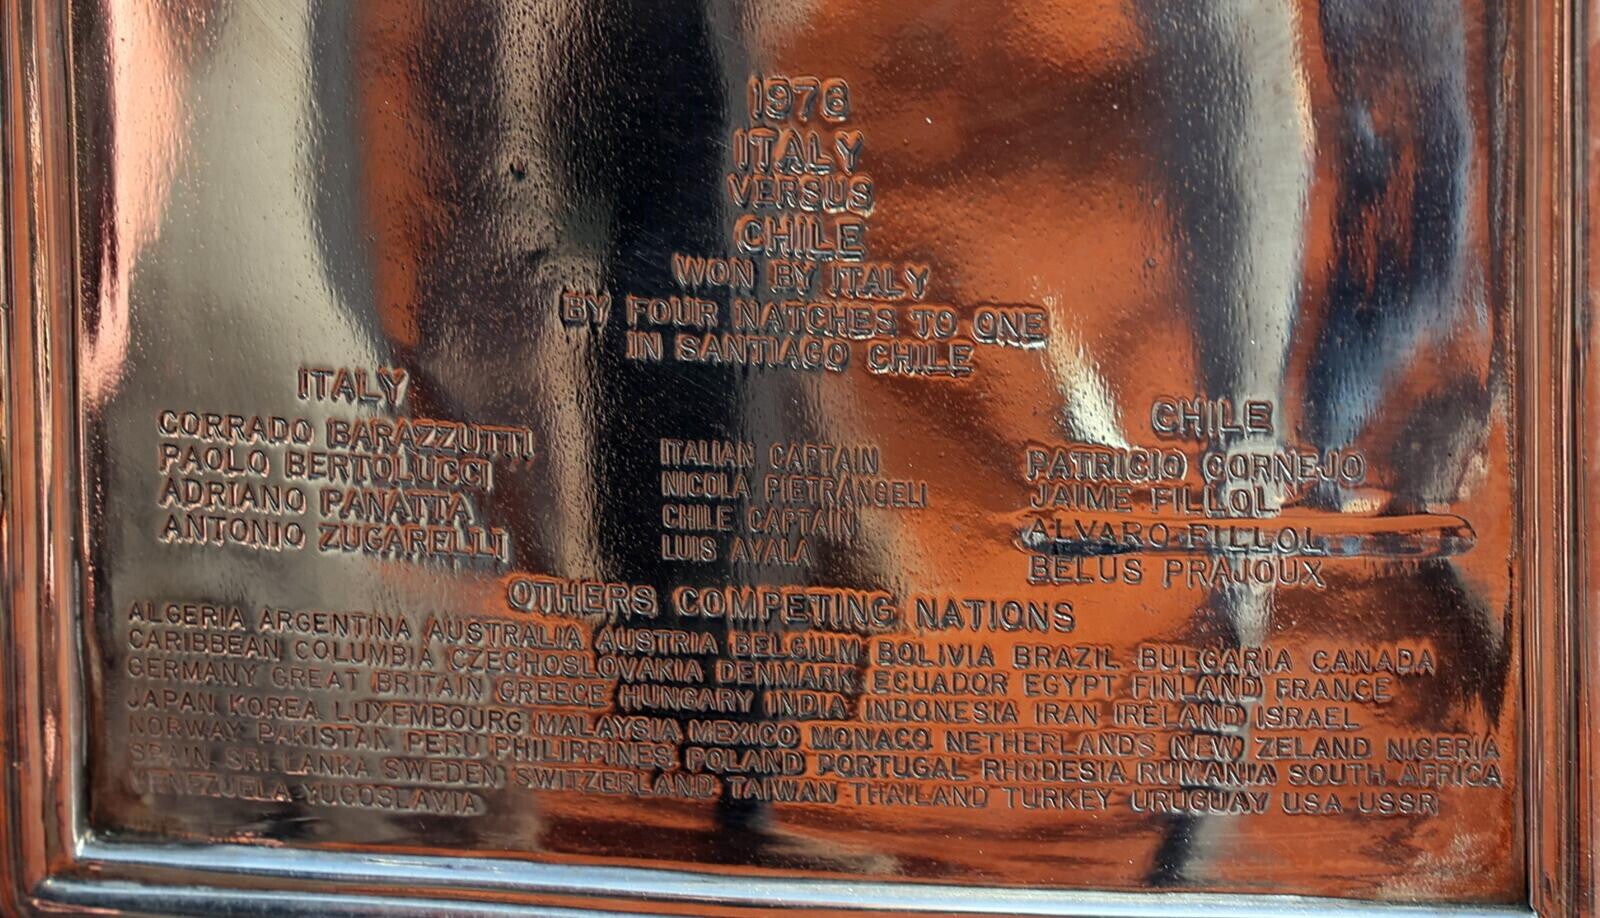 1976
ITALY
VERSUS
CHILE
WON BY ITALY
BY FOUR NATCHES TO ONE
IN SANTIAGO CHILE
ITALY
CORRADO BARAZZUTTI
PAOLO BERTOLUCCI
ADRIANO PANATTA
ANTONIO ZUGARELLI
ITALIAN CAPTAIN
NICOLA PIETRANGELI
CHILE CAPTAIN
LUIS AYALA
CHILE
PATRICIO CORNEJO
JAIME FILLOL
ALVARO FILLOL
BELUS PRAJOUX
OTHERS COMPETING NATIONS
ALGERIA ARGENTINA AUSTRALIA AUSTRIA BELGIUM BOLIVIA BRAZIL BULGARIA CANADA
CARIBBEAN COLUMBIA CZECHOSLOVAKIA DENMARK ECUADOR EGYPT FINLAND FRANCE
GERMANY GREAT BRITAIN GREECE HUNGARY INDIA INDONESIA IRAN IRELAND ISRAEL
JAPAN KOREA LUXEMBOURG MALAYSIA MEXICO MONACO NETHERLANDS NEW ZELAND NIGERIA
NORWAY PAKISTAN PERU PHILIPPINES POLAND PORTUGAL RHODESIA RUMANIA SOUTH AFRICA
SPAIN SRI LANKA SWEDEN SWITZERLAND TAIWAN THAILAND TURKEY URUGUAY USA USSR
VENEZUELA YUGOSLAVIA